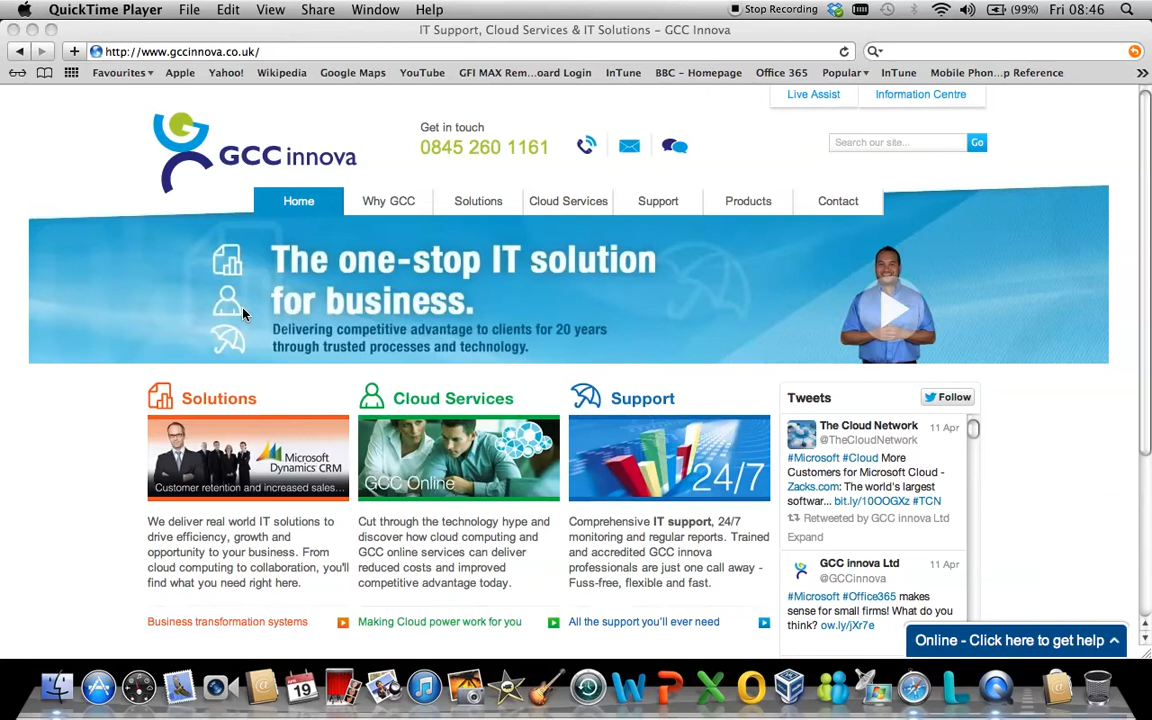 QuickTime Player File Edit View Share Window Help Stop Recording (99%) Fri 08:46
IT Support, Cloud Services & IT Solutions – GCC Innova
http://www.gccinnova.co.uk/
Favourites Apple Yahoo! Wikipedia Google Maps YouTube GFI MAX Rem...oard Login InTune BBC – Homepage Office 365 Popular InTune Mobile Phon...p Reference
Live Assist Information Centre
Get in touch
0845 260 1161
Search our site... Go
GCC innova
Home Why GCC Solutions Cloud Services Support Products Contact
The one-stop IT solution
for business.
Delivering competitive advantage to clients for 20 years
through trusted processes and technology.
Solutions
Microsoft
Dynamics CRM
Customer retention and increased sales...
We deliver real world IT solutions to
drive efficiency, growth and
opportunity to your business. From
cloud computing to collaboration, you'll
find what you need right here.
Business transformation systems
Cloud Services
GCC Online
Cut through the technology hype and
discover how cloud computing and
GCC online services can deliver
reduced costs and improved
competitive advantage today.
Making Cloud power work for you
Support
24/7
Comprehensive IT support, 24/7
monitoring and regular reports. Trained
and accredited GCC innova
professionals are just one call away -
Fuss-free, flexible and fast.
All the support you'll ever need
Tweets Follow
The Cloud Network 11 Apr
@TheCloudNetwork
#Microsoft #Cloud More
Customers for Microsoft Cloud -
Zacks.com: The world's largest
softwar... bit.ly/10OOGXz #TCN
Retweeted by GCC innova Ltd
Expand
GCC innova Ltd 11 Apr
@GCCinnova
#Microsoft #Office365 makes
sense for small firms! What do you
think? ow.ly/jXr7e
Online - Click here to get help
APR
19